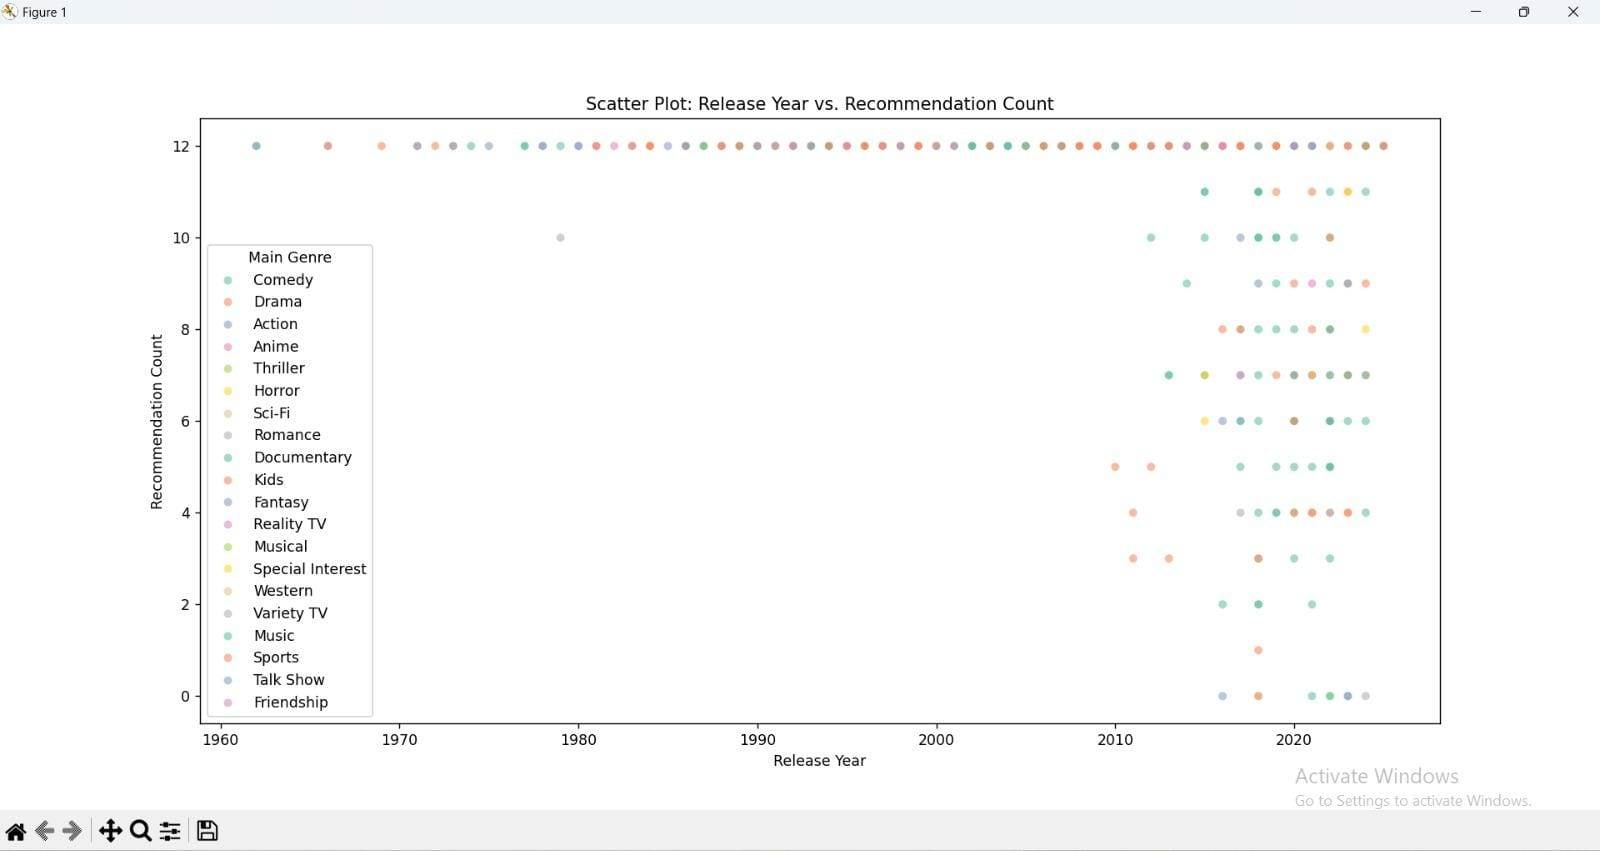 Figure 1
Scatter Plot: Release Year vs. Recommendation Count
12
10
8
6
4
2
0
Recommendation Count
Main Genre
Comedy
Drama
Action
Anime
Thriller
Horror
Sci-Fi
Romance
Documentary
Kids
Fantasy
Reality TV
Musical
Special Interest
Western
Variety TV
Music
Sports
Talk Show
Friendship
1960 1970 1980 1990 2000 2010 2020
Release Year
Activate Windows
Go to Settings to activate Windows.